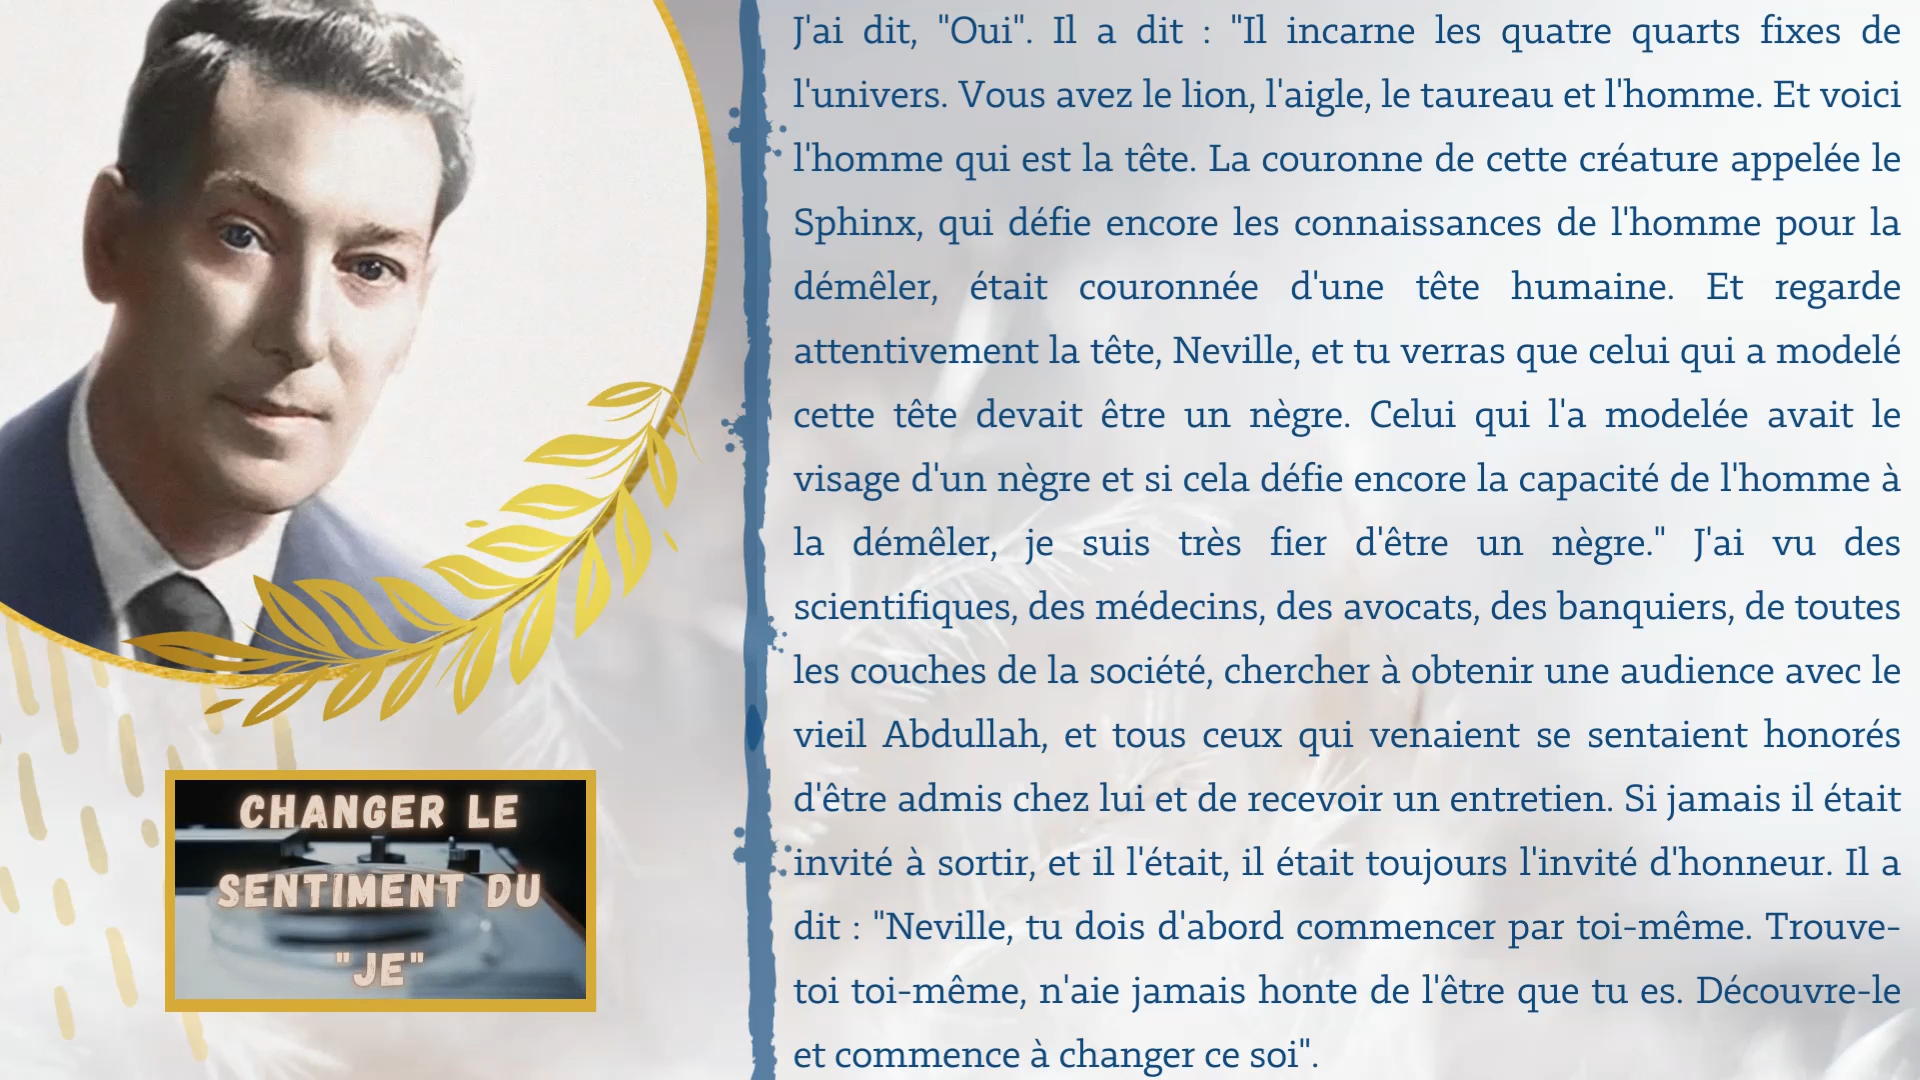 J'ai dit, "Oui". Il a dit : "Il incarne les quatre quarts fixes de
l'univers. Vous avez le lion, l'aigle, le taureau et l'homme. Et voici
l'homme qui est la tête. La couronne de cette créature appelée le
Sphinx, qui défie encore les connaissances de l'homme pour la
démêler, était couronnée d'une tête humaine. Et regarde
attentivement la tête, Neville, et tu verras que celui qui a modelé
cette tête devait être un nègre. Celui qui l'a modelée avait le
visage d'un nègre et si cela défie encore la capacité de l'homme à
la démêler, je suis très fier d'être un nègre." J'ai vu des
scientifiques, des médecins, des avocats, des banquiers, de toutes
les couches de la société, chercher à obtenir une audience avec le
vieil Abdullah, et tous ceux qui venaient se sentaient honorés
d'être admis chez lui et de recevoir un entretien. Si jamais il était
invité à sortir, et il l'était, il était toujours l'invité d'honneur. Il a
dit : "Neville, tu dois d'abord commencer par toi-même. Trouve-
toi toi-même, n'aie jamais honte de l'être que tu es. Découvre-le
et commence à changer ce soi".
CHANGER LE
SENTIMENT DU
"JE"